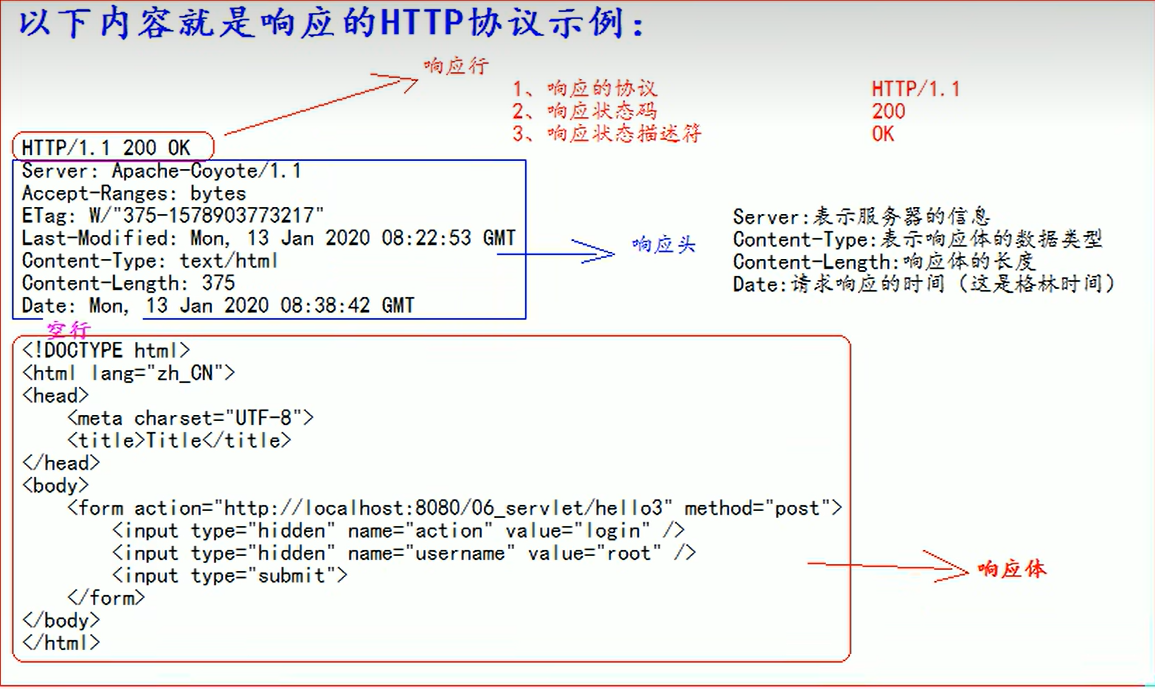 以下内容就是响应的HTTP协议示例：
响应行
1、响应的协议 HTTP/1.1
2、响应状态码 200
3、响应状态描述符 OK
HTTP/1.1 200 OK
Server: Apache-Coyote/1.1
Accept-Ranges: bytes
ETag: W/"375-1578903773217"
Last-Modified: Mon, 13 Jan 2020 08:22:53 GMT
Content-Type: text/html
Content-Length: 375
Date: Mon, 13 Jan 2020 08:38:42 GMT
响应头
Server:表示服务器的信息
Content-Type:表示响应体的数据类型
Content-Length:响应体的长度
Date:请求响应的时间（这是格林时间）
空行
<!DOCTYPE html>
<html lang="zh_CN">
<head>
    <meta charset="UTF-8">
    <title>Title</title>
</head>
<body>
    <form action="http://localhost:8080/06_servlet/hello3" method="post">
        <input type="hidden" name="action" value="login" />
        <input type="hidden" name="username" value="root" />
        <input type="submit">
    </form>
</body>
</html>
响应体